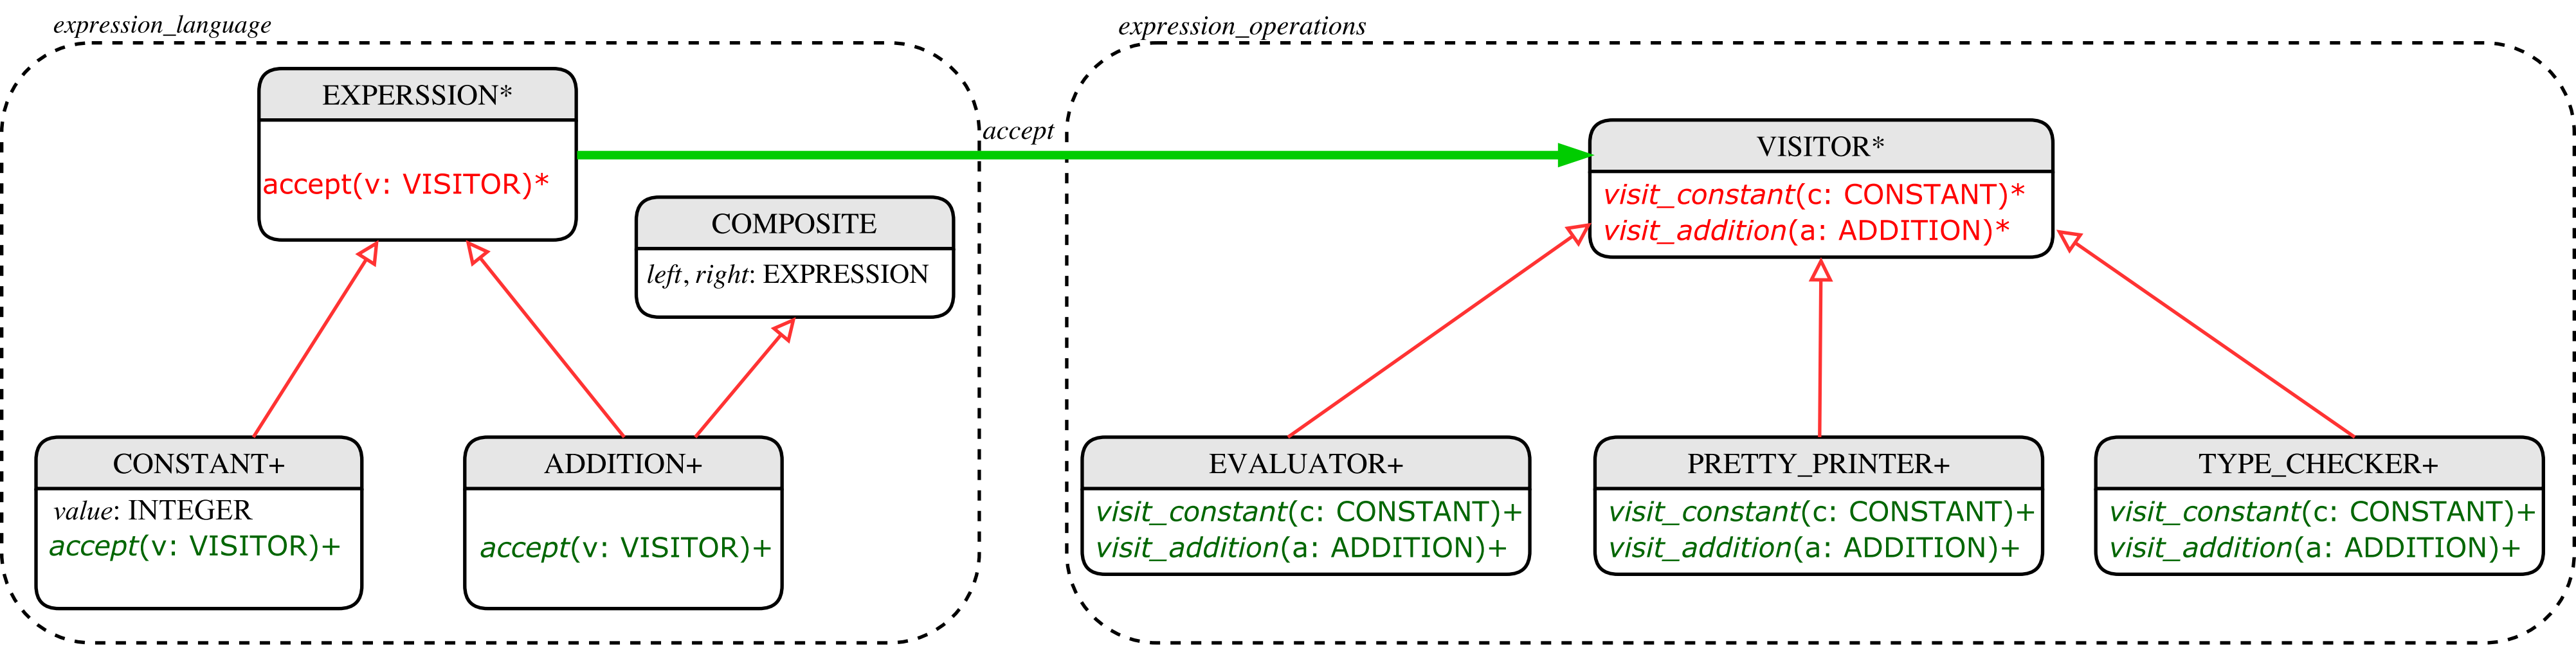 expression_language
EXPERSSION*
accept(v: VISITOR)*
COMPOSITE
left, right: EXPRESSION
CONSTANT+
value: INTEGER
accept(v: VISITOR)+
ADDITION+
accept(v: VISITOR)+
accept
expression_operations
VISITOR*
visit_constant(c: CONSTANT)*
visit_addition(a: ADDITION)*
EVALUATOR+
visit_constant(c: CONSTANT)+
visit_addition(a: ADDITION)+
PRETTY_PRINTER+
visit_constant(c: CONSTANT)+
visit_addition(a: ADDITION)+
TYPE_CHECKER+
visit_constant(c: CONSTANT)+
visit_addition(a: ADDITION)+